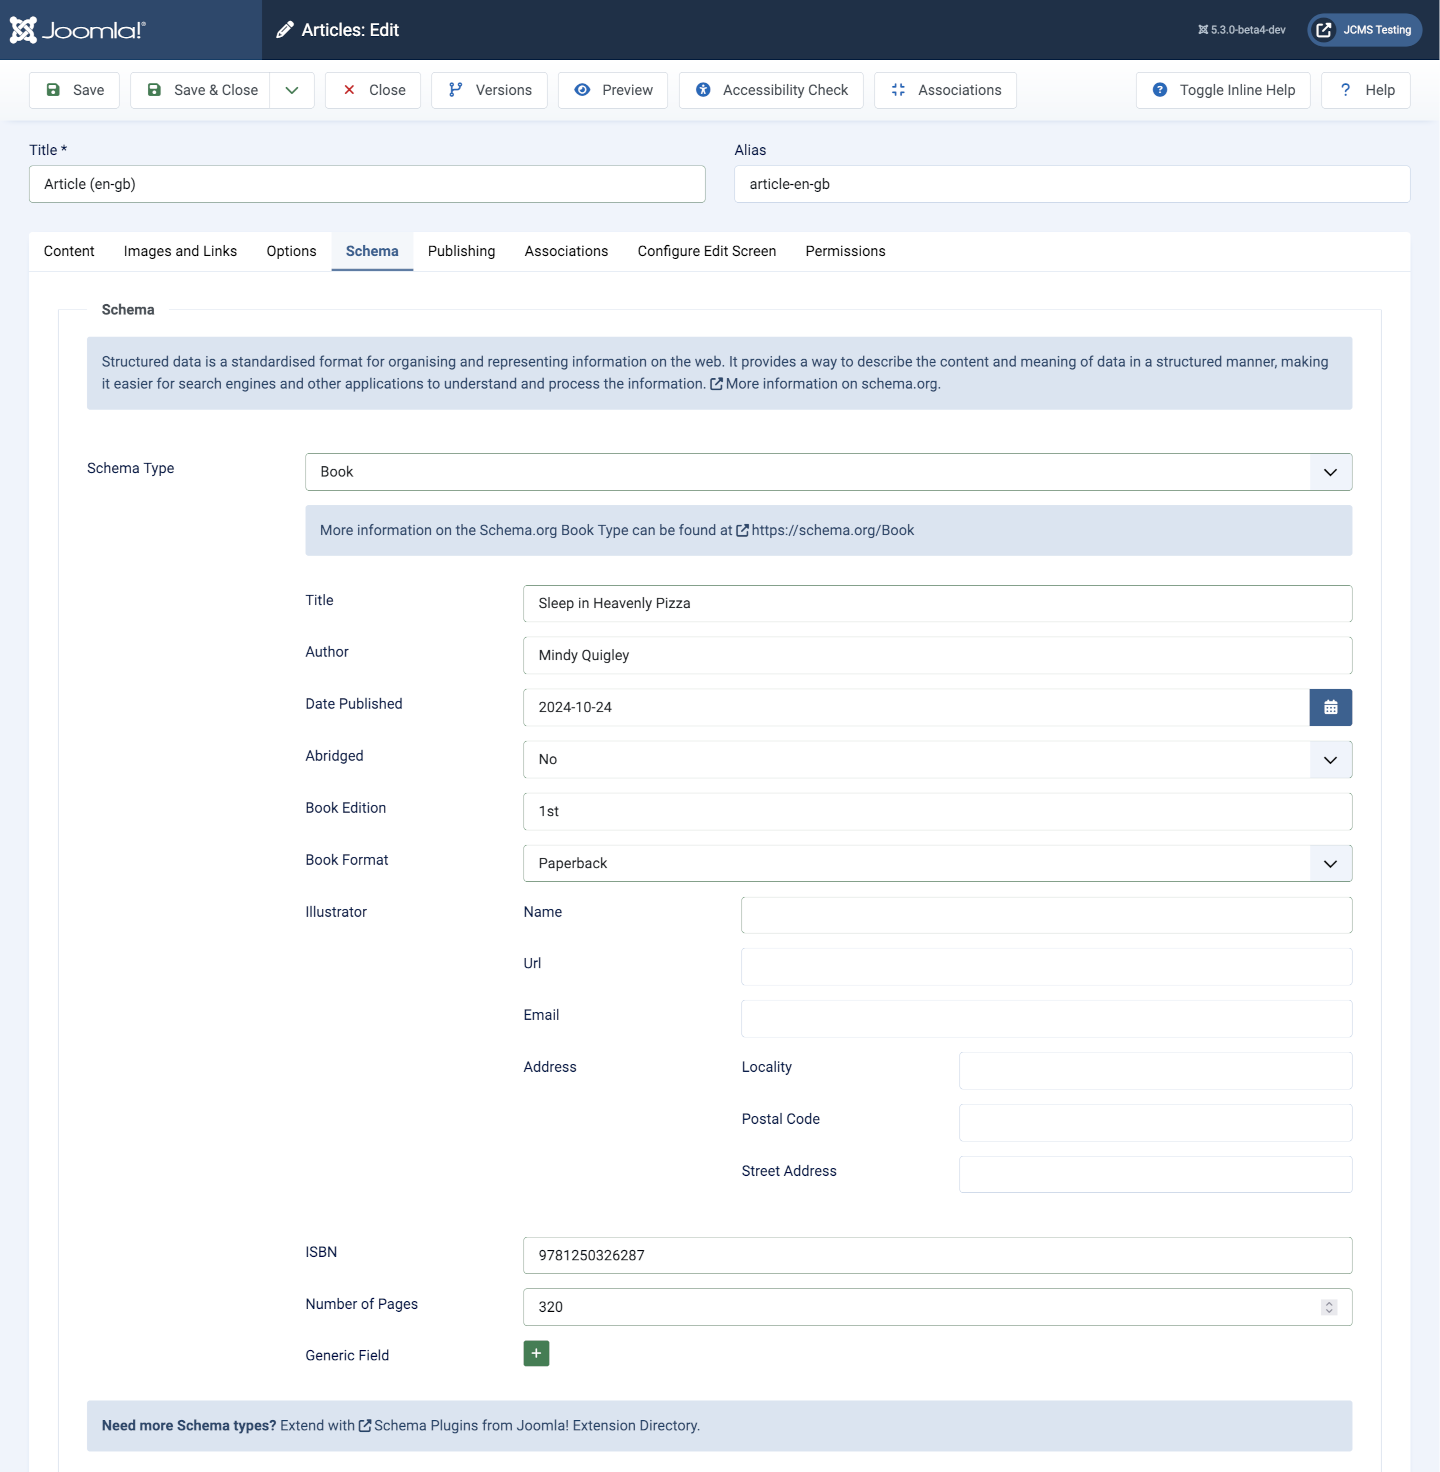 Joomla!®
Articles: Edit
5.3.0-beta4-dev
JCMS Testing
Save
Save & Close
Close
Versions
Preview
Accessibility Check
Associations
Toggle Inline Help
Help
Title *
Alias
Article (en-gb)
article-en-gb
Content
Images and Links
Options
Schema
Publishing
Associations
Configure Edit Screen
Permissions
Schema
Structured data is a standardised format for organising and representing information on the web. It provides a way to describe the content and meaning of data in a structured manner, making
it easier for search engines and other applications to understand and process the information. More information on schema.org.
Schema Type
Book
More information on the Schema.org Book Type can be found at https://schema.org/Book
Title
Sleep in Heavenly Pizza
Author
Mindy Quigley
Date Published
2024-10-24
Abridged
No
Book Edition
1st
Book Format
Paperback
Illustrator
Name
Url
Email
Address
Locality
Postal Code
Street Address
ISBN
9781250326287
Number of Pages
320
Generic Field
Need more Schema types? Extend with Schema Plugins from Joomla! Extension Directory.